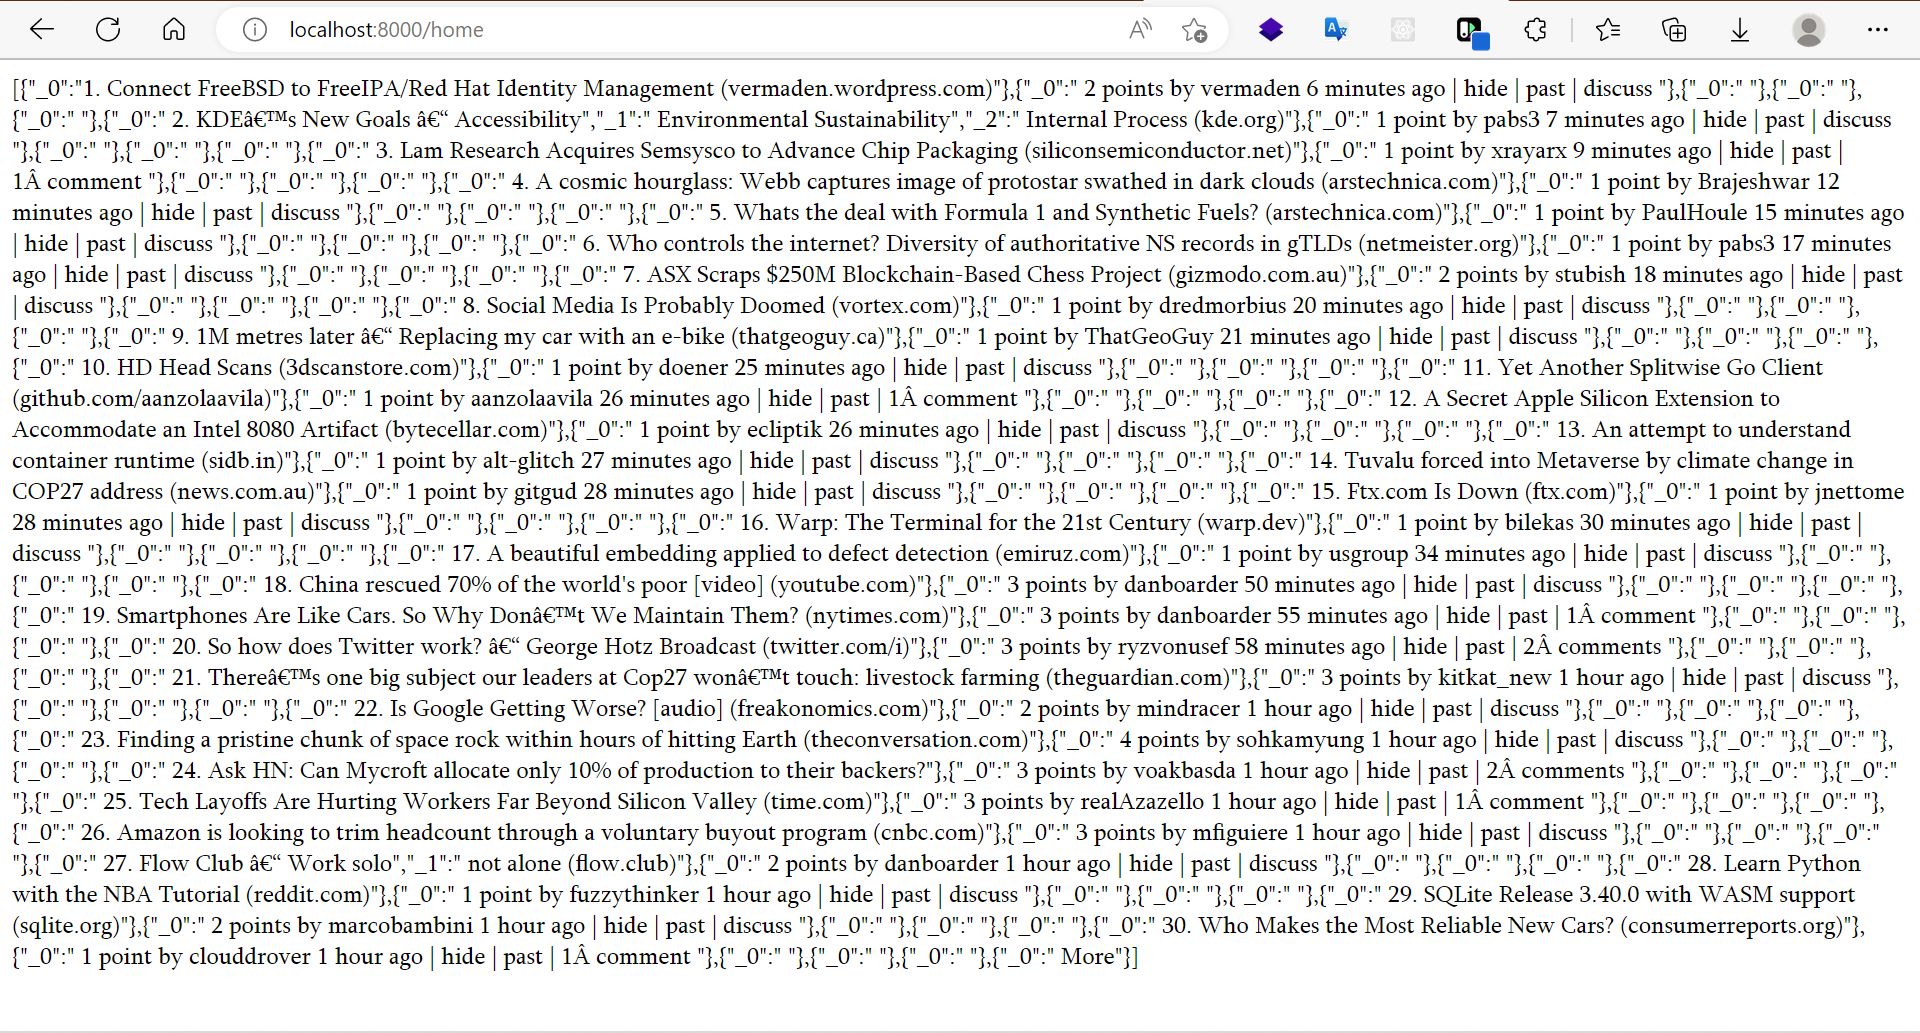 localhost:8000/home
[{"_0":"1. Connect FreeBSD to FreeIPA/Red Hat Identity Management (vermaden.wordpress.com)"},{"_0":" 2 points by vermaden 6 minutes ago | hide | past | discuss "},{"_0":" "},{"_0":" "},
{"_0":" "},{"_0":" 2. KDEâ€™s New Goals â€“ Accessibility","_1":" Environmental Sustainability","_2":" Internal Process (kde.org)"},{"_0":" 1 point by pabs3 7 minutes ago | hide | past | discuss
"},{"_0":" "},{"_0":" "},{"_0":" "},{"_0":" 3. Lam Research Acquires Semsysco to Advance Chip Packaging (siliconsemiconductor.net)"},{"_0":" 1 point by xrayarx 9 minutes ago | hide | past |
1Â comment "},{"_0":" "},{"_0":" "},{"_0":" "},{"_0":" 4. A cosmic hourglass: Webb captures image of protostar swathed in dark clouds (arstechnica.com)"},{"_0":" 1 point by Brajeshwar 12
minutes ago | hide | past | discuss "},{"_0":" "},{"_0":" "},{"_0":" "},{"_0":" 5. Whats the deal with Formula 1 and Synthetic Fuels? (arstechnica.com)"},{"_0":" 1 point by PaulHoule 15 minutes ago
| hide | past | discuss "},{"_0":" "},{"_0":" "},{"_0":" "},{"_0":" 6. Who controls the internet? Diversity of authoritative NS records in gTLDs (netmeister.org)"},{"_0":" 1 point by pabs3 17 minutes
ago | hide | past | discuss "},{"_0":" "},{"_0":" "},{"_0":" "},{"_0":" 7. ASX Scraps $250M Blockchain-Based Chess Project (gizmodo.com.au)"},{"_0":" 2 points by stubish 18 minutes ago | hide | past
| discuss "},{"_0":" "},{"_0":" "},{"_0":" "},{"_0":" 8. Social Media Is Probably Doomed (vortex.com)"},{"_0":" 1 point by dredmorbius 20 minutes ago | hide | past | discuss "},{"_0":" "},{"_0":" "},
{"_0":" "},{"_0":" 9. 1M metres later â€“ Replacing my car with an e-bike (thatgeoguy.ca)"},{"_0":" 1 point by ThatGeoGuy 21 minutes ago | hide | past | discuss "},{"_0":" "},{"_0":" "},{"_0":" "},
{"_0":" 10. HD Head Scans (3dscanstore.com)"},{"_0":" 1 point by doener 25 minutes ago | hide | past | discuss "},{"_0":" "},{"_0":" "},{"_0":" "},{"_0":" 11. Yet Another Splitwise Go Client
(github.com/aanzolaavila)"},{"_0":" 1 point by aanzolaavila 26 minutes ago | hide | past | 1Â comment "},{"_0":" "},{"_0":" "},{"_0":" "},{"_0":" 12. A Secret Apple Silicon Extension to
Accommodate an Intel 8080 Artifact (bytecellar.com)"},{"_0":" 1 point by ecliptik 26 minutes ago | hide | past | discuss "},{"_0":" "},{"_0":" "},{"_0":" "},{"_0":" 13. An attempt to understand
container runtime (sidb.in)"},{"_0":" 1 point by alt-glitch 27 minutes ago | hide | past | discuss "},{"_0":" "},{"_0":" "},{"_0":" "},{"_0":" 14. Tuvalu forced into Metaverse by climate change in
COP27 address (news.com.au)"},{"_0":" 1 point by gitgud 28 minutes ago | hide | past | discuss "},{"_0":" "},{"_0":" "},{"_0":" "},{"_0":" 15. Ftx.com Is Down (ftx.com)"},{"_0":" 1 point by jnettome
28 minutes ago | hide | past | discuss "},{"_0":" "},{"_0":" "},{"_0":" "},{"_0":" 16. Warp: The Terminal for the 21st Century (warp.dev)"},{"_0":" 1 point by bilekas 30 minutes ago | hide | past |
discuss "},{"_0":" "},{"_0":" "},{"_0":" "},{"_0":" 17. A beautiful embedding applied to defect detection (emiruz.com)"},{"_0":" 1 point by usgroup 34 minutes ago | hide | past | discuss "},{"_0":" "},
{"_0":" "},{"_0":" "},{"_0":" 18. China rescued 70% of the world's poor [video] (youtube.com)"},{"_0":" 3 points by danboarder 50 minutes ago | hide | past | discuss "},{"_0":" "},{"_0":" "},{"_0":" "},
{"_0":" 19. Smartphones Are Like Cars. So Why Donâ€™t We Maintain Them? (nytimes.com)"},{"_0":" 3 points by danboarder 55 minutes ago | hide | past | 1Â comment "},{"_0":" "},{"_0":" "},
{"_0":" "},{"_0":" 20. So how does Twitter work? â€“ George Hotz Broadcast (twitter.com/i)"},{"_0":" 3 points by ryzvonusef 58 minutes ago | hide | past | 2Â comments "},{"_0":" "},{"_0":" "},
{"_0":" "},{"_0":" 21. Thereâ€™s one big subject our leaders at Cop27 wonâ€™t touch: livestock farming (theguardian.com)"},{"_0":" 3 points by kitkat_new 1 hour ago | hide | past | discuss "},
{"_0":" "},{"_0":" "},{"_0":" "},{"_0":" 22. Is Google Getting Worse? [audio] (freakonomics.com)"},{"_0":" 2 points by mindracer 1 hour ago | hide | past | discuss "},{"_0":" "},{"_0":" "},{"_0":" "},
{"_0":" 23. Finding a pristine chunk of space rock within hours of hitting Earth (theconversation.com)"},{"_0":" 4 points by sohkamyung 1 hour ago | hide | past | discuss "},{"_0":" "},{"_0":" "},
{"_0":" "},{"_0":" 24. Ask HN: Can Mycroft allocate only 10% of production to their backers?"},{"_0":" 3 points by voakbasda 1 hour ago | hide | past | 2Â comments "},{"_0":" "},{"_0":" "},{"_0":"
"},{"_0":" 25. Tech Layoffs Are Hurting Workers Far Beyond Silicon Valley (time.com)"},{"_0":" 3 points by realAzazello 1 hour ago | hide | past | 1Â comment "},{"_0":" "},{"_0":" "},{"_0":" "},
{"_0":" 26. Amazon is looking to trim headcount through a voluntary buyout program (cnbc.com)"},{"_0":" 3 points by mfiguiere 1 hour ago | hide | past | discuss "},{"_0":" "},{"_0":" "},{"_0":"
"},{"_0":" 27. Flow Club â€“ Work solo","_1":" not alone (flow.club)"},{"_0":" 2 points by danboarder 1 hour ago | hide | past | discuss "},{"_0":" "},{"_0":" "},{"_0":" "},{"_0":" 28. Learn Python
with the NBA Tutorial (reddit.com)"},{"_0":" 1 point by fuzzythinker 1 hour ago | hide | past | discuss "},{"_0":" "},{"_0":" "},{"_0":" "},{"_0":" 29. SQLite Release 3.40.0 with WASM support
(sqlite.org)"},{"_0":" 2 points by marcobambini 1 hour ago | hide | past | discuss "},{"_0":" "},{"_0":" "},{"_0":" "},{"_0":" 30. Who Makes the Most Reliable New Cars? (consumerreports.org)"},
{"_0":" 1 point by clouddrover 1 hour ago | hide | past | 1Â comment "},{"_0":" "},{"_0":" "},{"_0":" "},{"_0":" More"}]